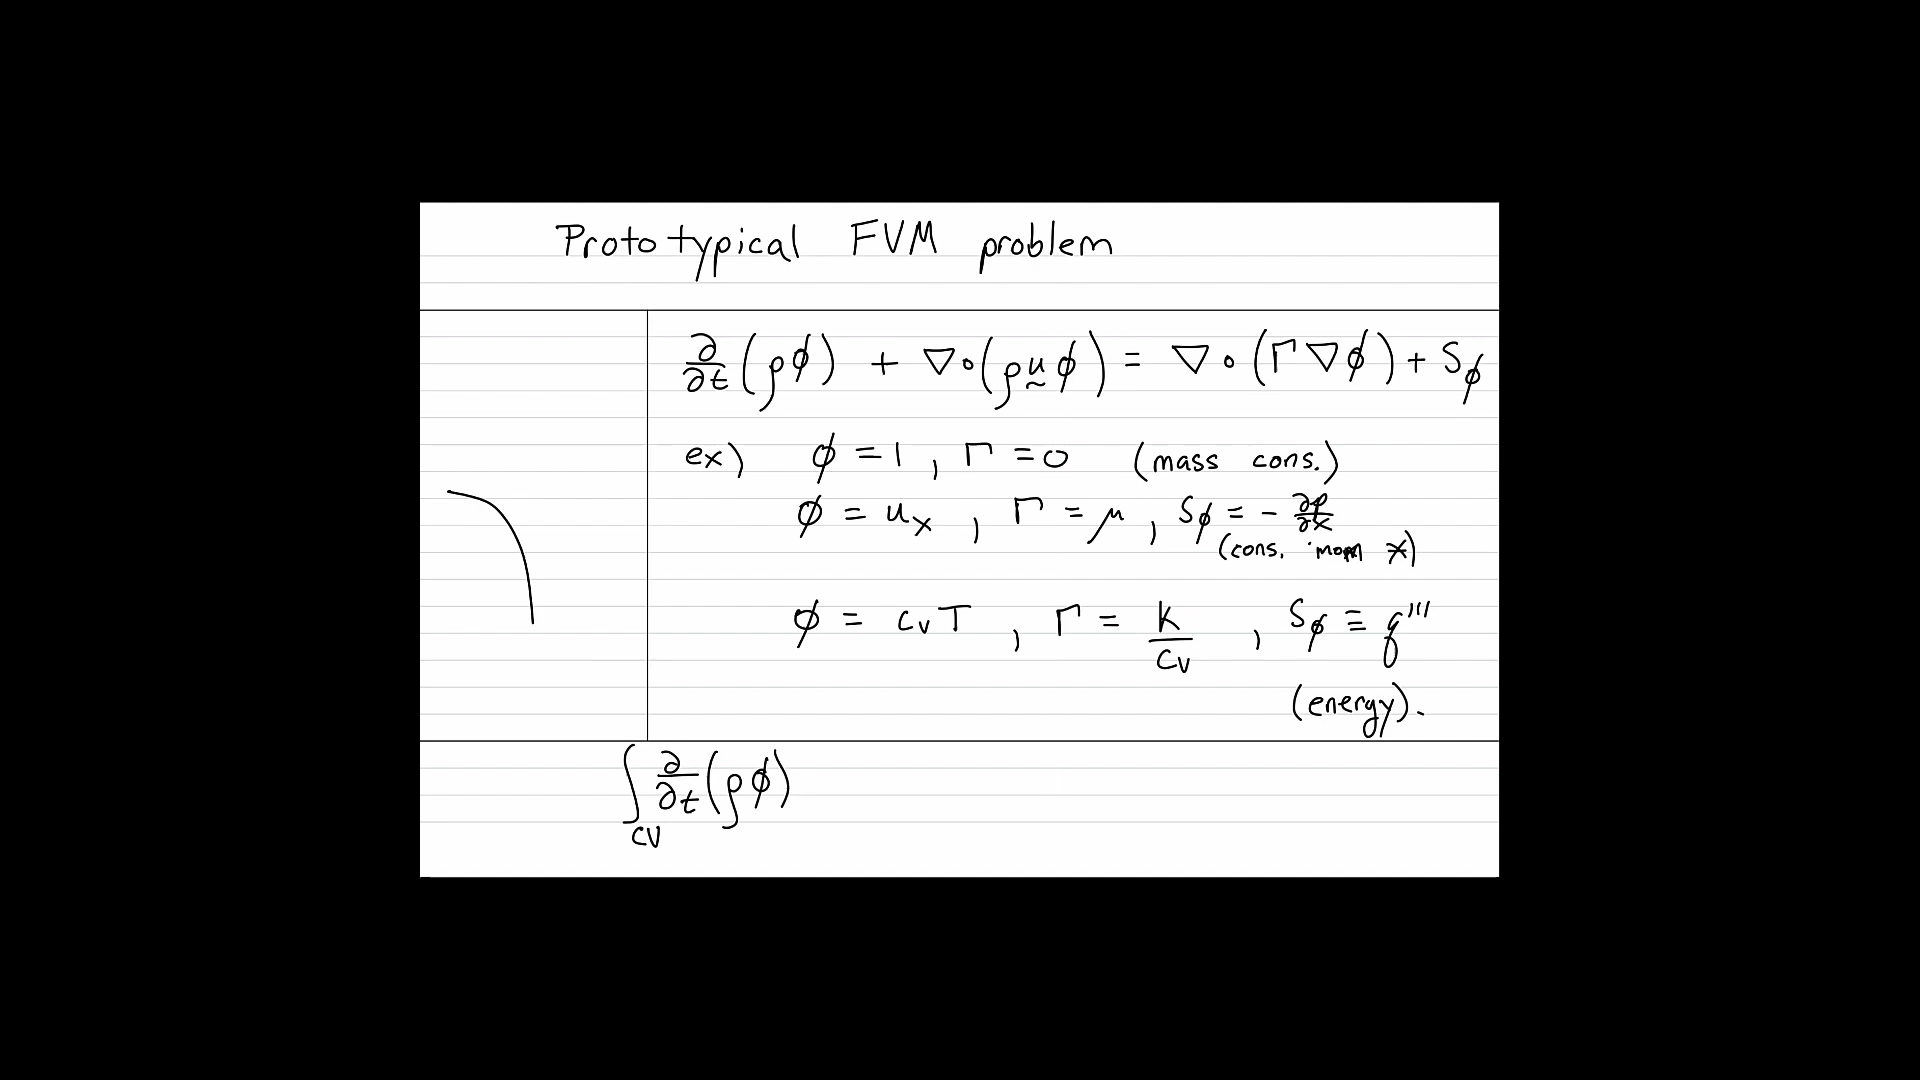 Prototypical FVM problem
∂/∂t (ρϕ) + ∇∘(ρṵϕ) = ∇∘(Γ∇ϕ) + Sϕ
ex) ϕ = 1, Γ = 0 (mass cons.)
ϕ = uₓ, Γ = μ, Sϕ = - ∂p/∂x
(cons. mom x)
ϕ = cᵥT, Γ = k/cᵥ, Sϕ ≡ q'''
(energy).
∫_CV ∂/∂t (ρϕ)